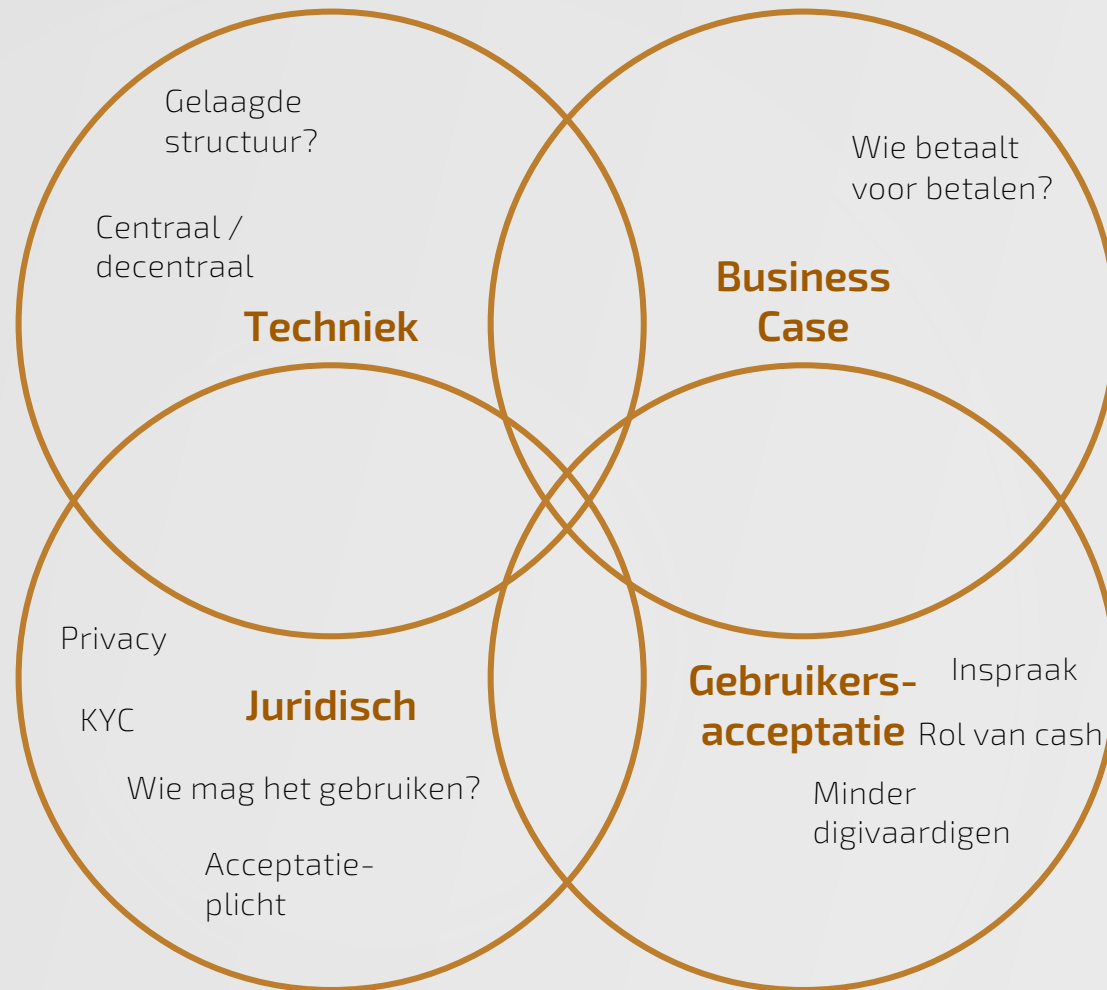 Gelaagde
structuur?
Centraal /
decentraal
Techniek
Wie betaalt
voor betalen?
Business
Case
Privacy
KYC
Juridisch
Wie mag het gebruiken?
Acceptatie-
plicht
Gebruikers-
acceptatie
Inspraak
Rol van cash
Minder
digivaardigen